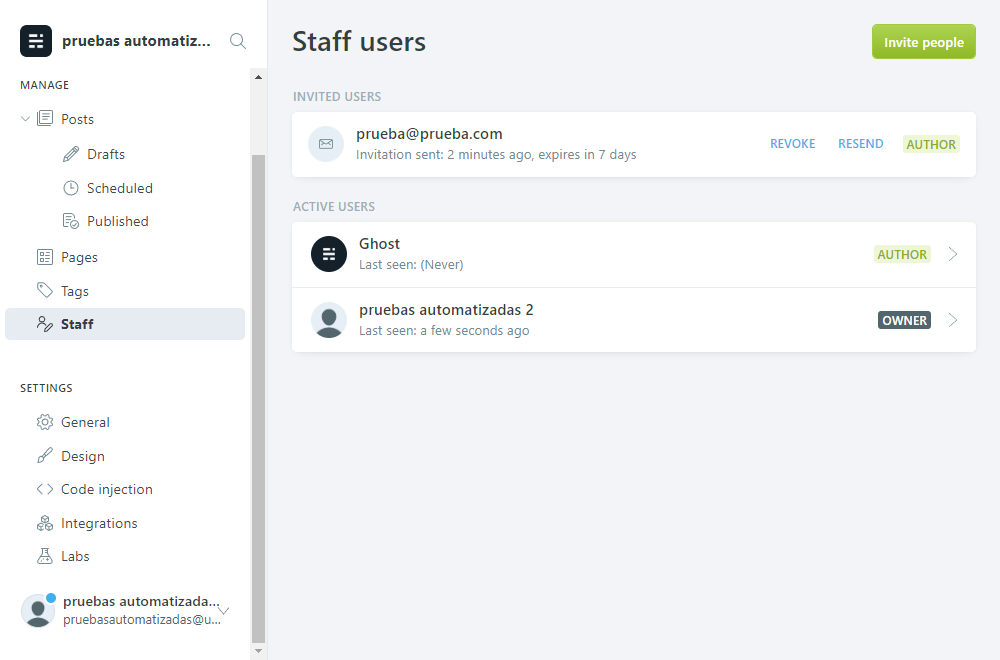 pruebas automatiz...
MANAGE
Posts
Drafts
Scheduled
Published
Pages
Tags
Staff
SETTINGS
General
Design
Code injection
Integrations
Labs
pruebas automatizada...
pruebasautomatizadas@u...
Staff users
Invite people
INVITED USERS
prueba@prueba.com
Invitation sent: 2 minutes ago, expires in 7 days
REVOKE
RESEND
AUTHOR
ACTIVE USERS
Ghost
Last seen: (Never)
AUTHOR
pruebas automatizadas 2
Last seen: a few seconds ago
OWNER